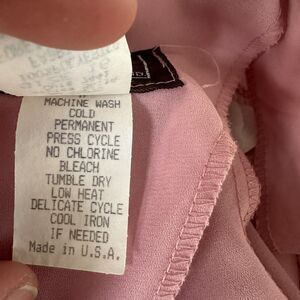 MACHINE WASH
COLD
PERMANENT
PRESS CYCLE
NO CHLORINE
BLEACH
TUMBLE DRY
LOW HEAT
DELICATE CYCLE
COOL IRON
IF NEEDED
Made in U.S.A.